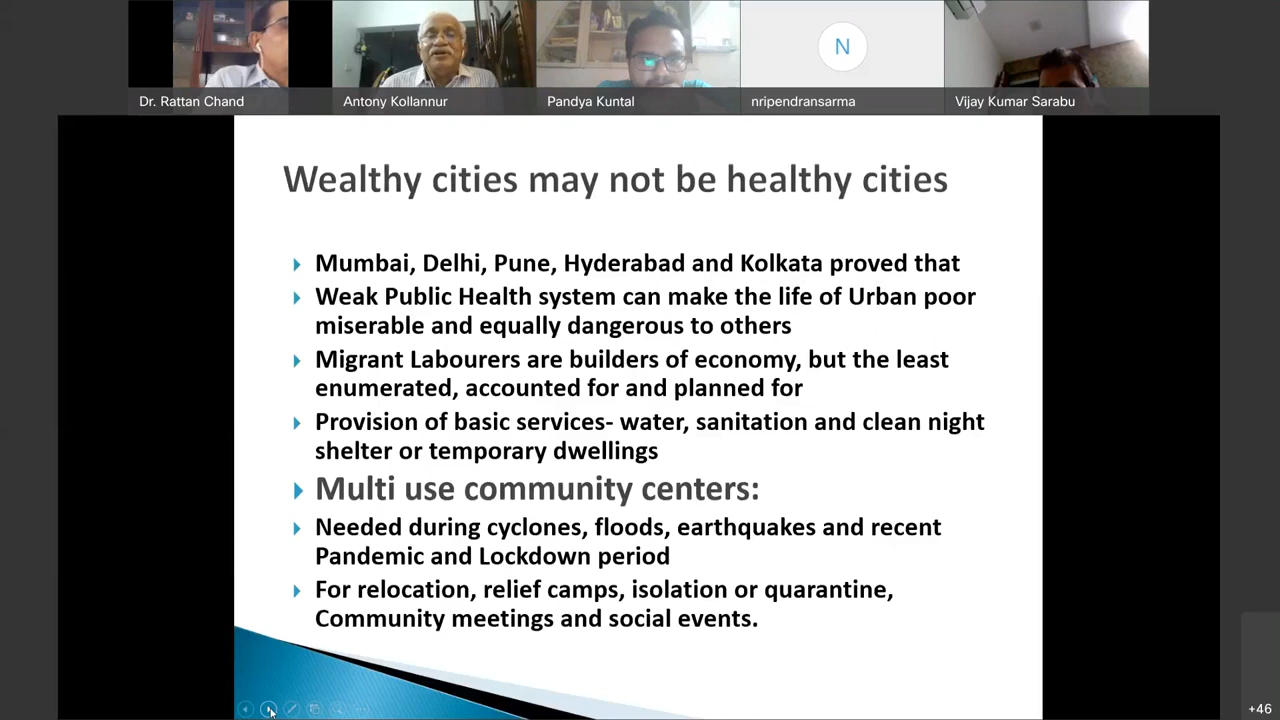 Dr. Rattan Chand
Antony Kollannur
Pandya Kuntal
N
nripendransarma
Vijay Kumar Sarabu
Wealthy cities may not be healthy cities
Mumbai, Delhi, Pune, Hyderabad and Kolkata proved that
Weak Public Health system can make the life of Urban poor
miserable and equally dangerous to others
Migrant Labourers are builders of economy, but the least
enumerated, accounted for and planned for
Provision of basic services- water, sanitation and clean night
shelter or temporary dwellings
Multi use community centers:
Needed during cyclones, floods, earthquakes and recent
Pandemic and Lockdown period
For relocation, relief camps, isolation or quarantine,
Community meetings and social events.
+46